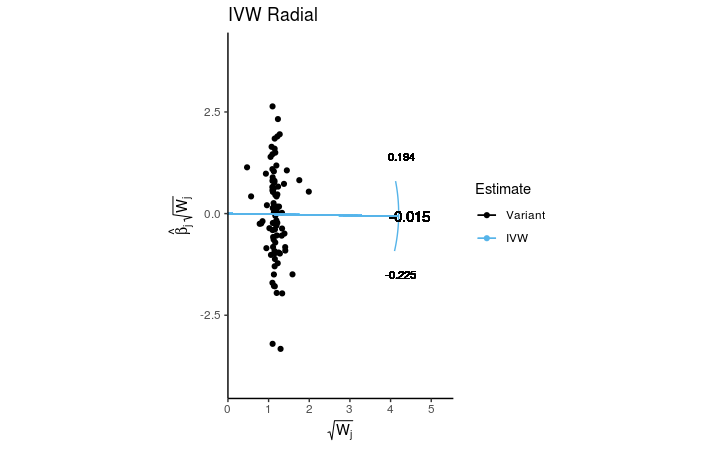 IVW Radial
2.5
0.0
-2.5
β̂j√Wj
0.194
-0.015
-0.225
0 1 2 3 4 5
√Wj
Estimate
Variant
IVW